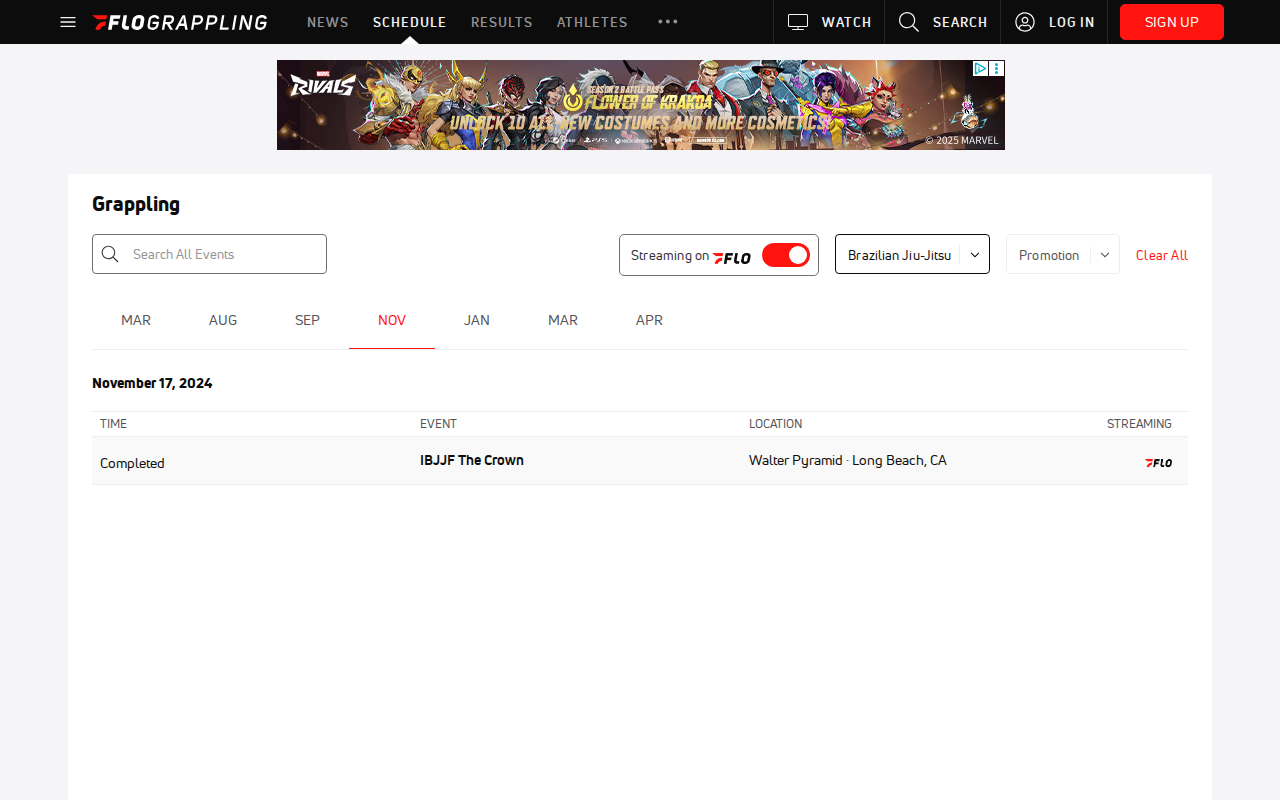 FLOGRAPPLING NEWS SCHEDULE RESULTS ATHLETES WATCH SEARCH LOG IN SIGN UP
MARVEL
RIVALS
SEASON 2 BATTLE PASS
FLOWER OF KRAKOA
UNLOCK 10 ALL-NEW COSTUMES AND MORE COSMETICS
© 2025 MARVEL
Grappling
Search All Events Streaming on FLO Brazilian Jiu-Jitsu Promotion Clear All
MAR AUG SEP NOV JAN MAR APR
November 17, 2024
TIME EVENT LOCATION STREAMING
Completed IBJJF The Crown Walter Pyramid · Long Beach, CA FLO